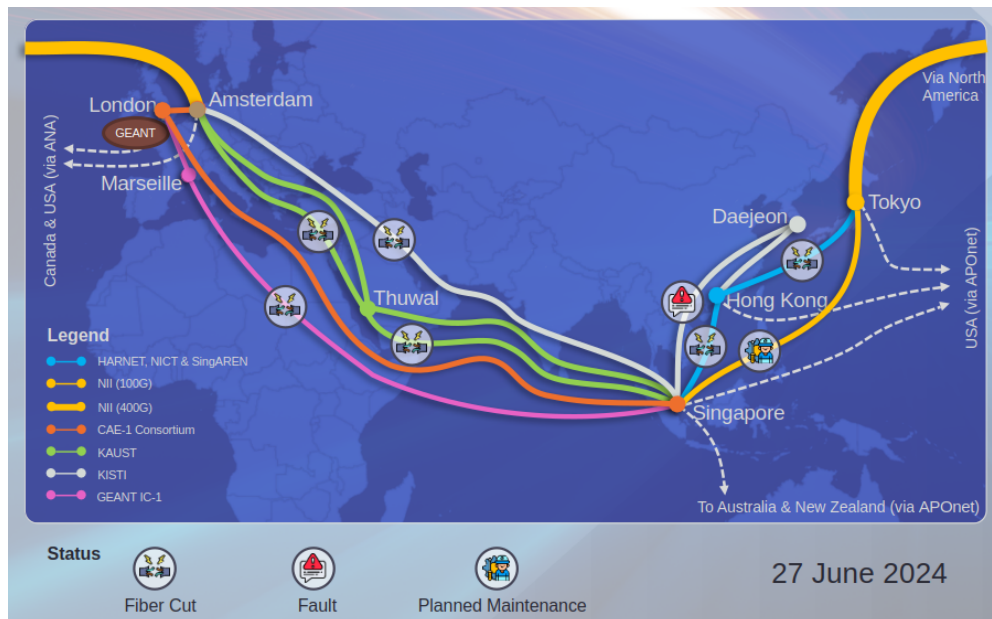 Via North
America
London
Amsterdam
GEANT
Canada & USA (via ANA)
Marseille
Tokyo
Daejeon
USA (via APOnet)
Thuwal
Hong Kong
Legend
HARNET, NICT & SingAREN
NII (100G)
NII (400G)
CAE-1 Consortium
KAUST
KISTI
GEANT IC-1
Singapore
To Australia & New Zealand (via APOnet)
Status
Fiber Cut
Fault
Planned Maintenance
27 June 2024